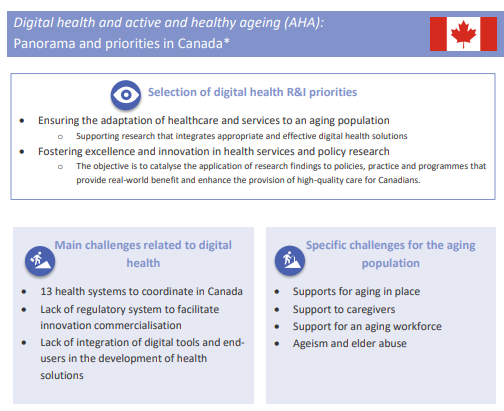 Digital health and active and healthy ageing (AHA):
Panorama and priorities in Canada*
Selection of digital health R&I priorities
• Ensuring the adaptation of healthcare and services to an aging population
o Supporting research that integrates appropriate and effective digital health solutions
• Fostering excellence and innovation in health services and policy research
o The objective is to catalyse the application of research findings to policies, practice and programmes that
provide real-world benefit and enhance the provision of high-quality care for Canadians.
Main challenges related to digital
health
• 13 health systems to coordinate in Canada
• Lack of regulatory system to facilitate
innovation commercialisation
• Lack of integration of digital tools and end-
users in the development of health
solutions
Specific challenges for the aging
population
• Supports for aging in place
• Support to caregivers
• Support for an aging workforce
• Ageism and elder abuse